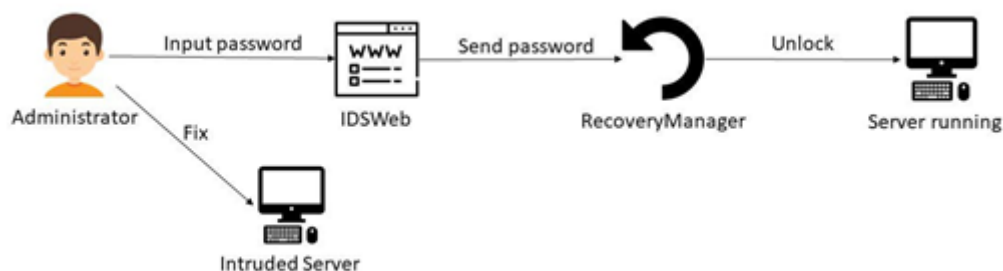 Input password
WWW
Send password
Unlock
Administrator
IDSWeb
RecoveryManager
Server running
Fix
Intruded Server